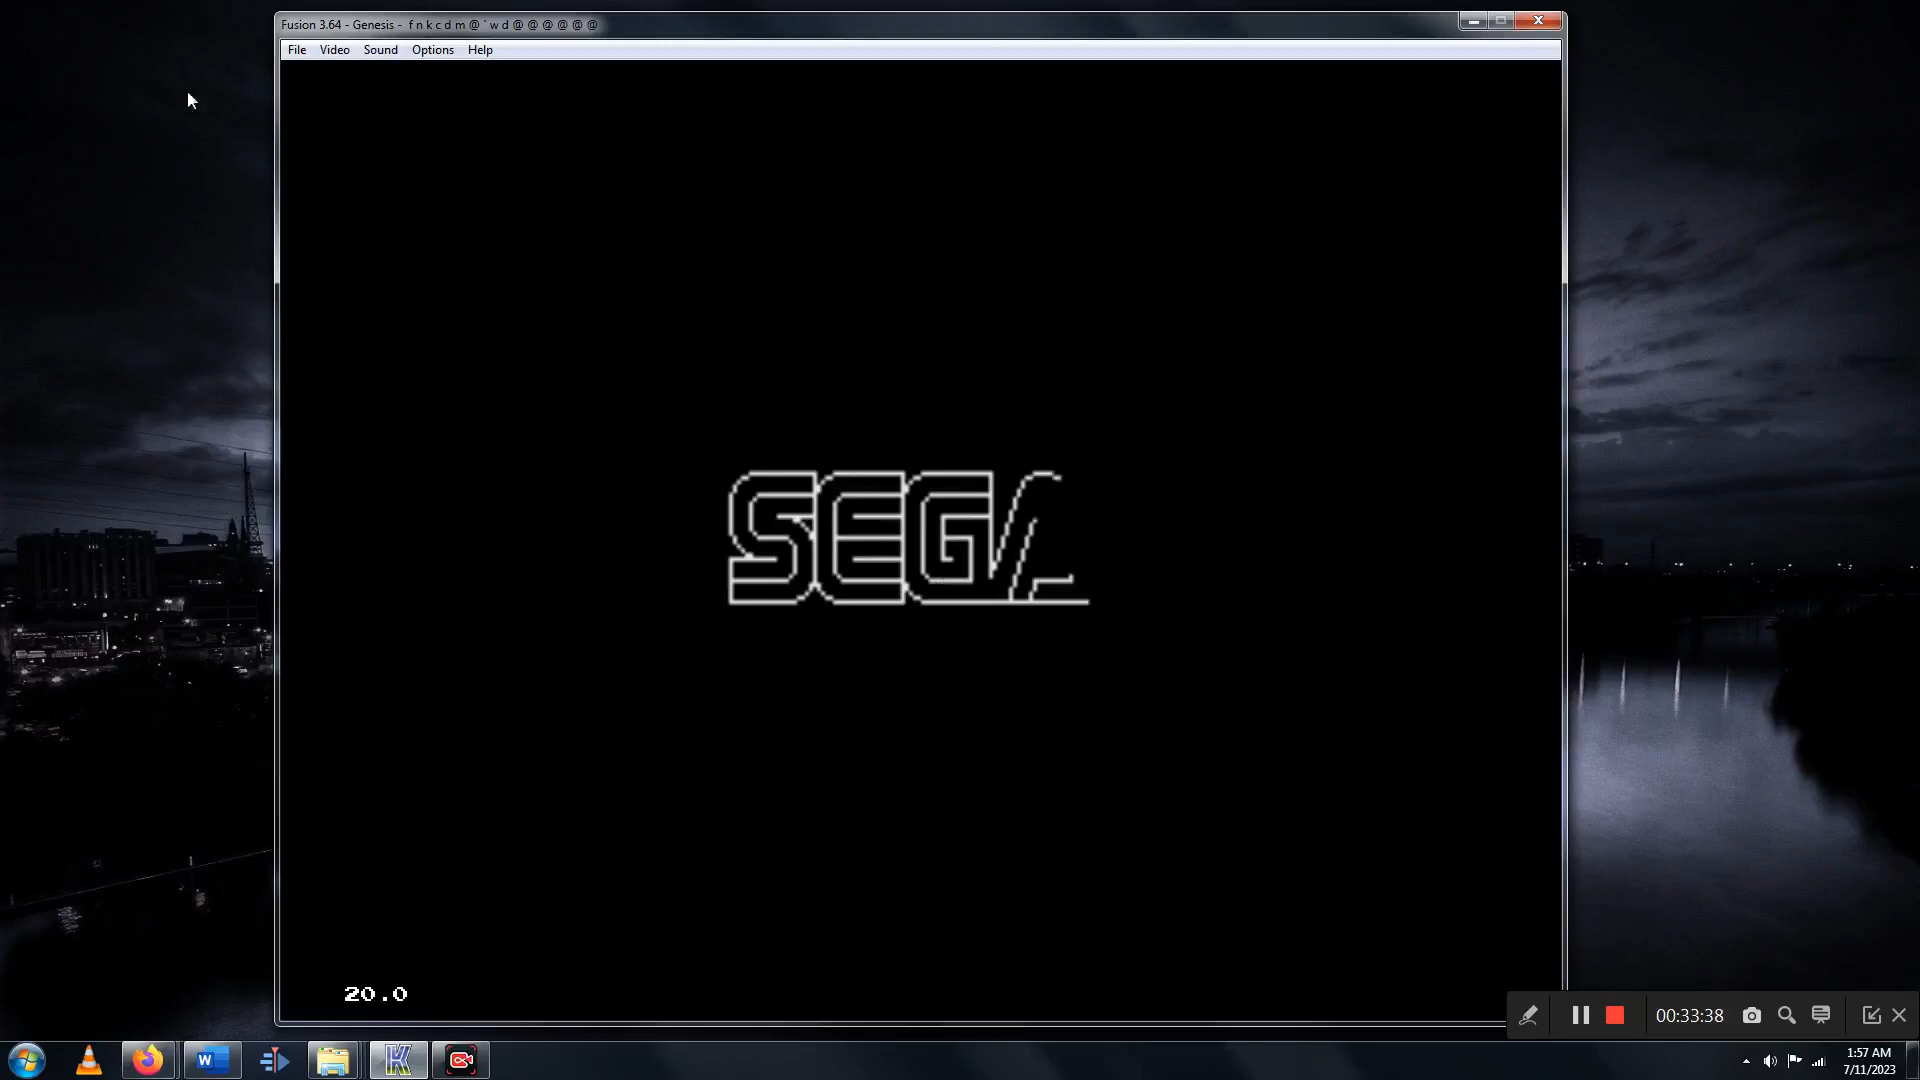 Fusion 3.64 - Genesis - f n k c d m @ ` w d @ @ @ @ @ @
File Video Sound Options Help
SEGA
20.0
00:33:38
1:57 AM
7/11/2023